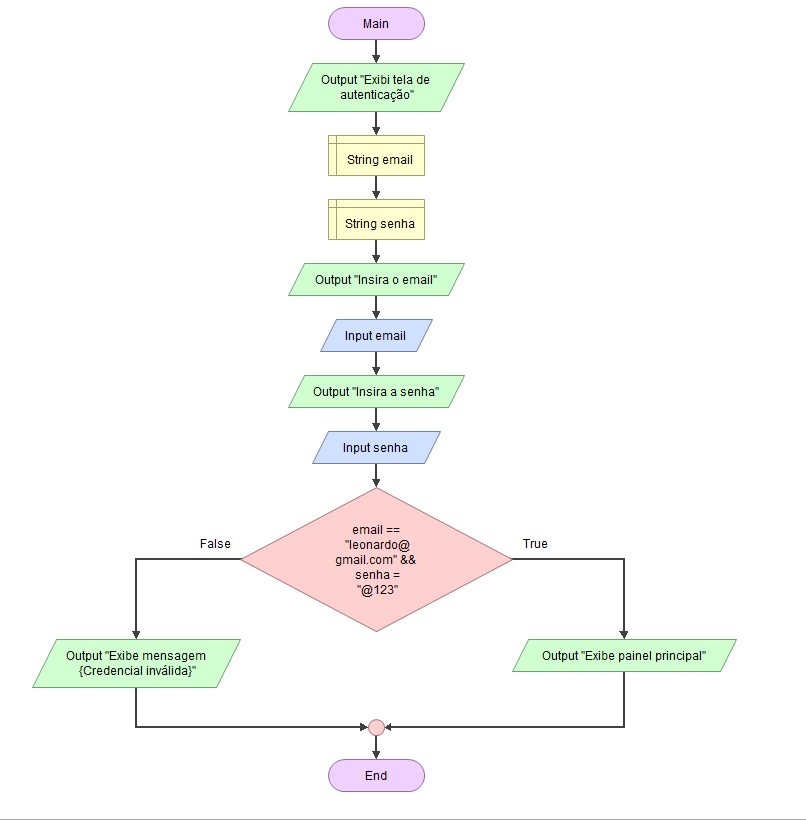 Main
Output "Exibi tela de
autenticação"
String email
String senha
Output "Insira o email"
Input email
Output "Insira a senha"
Input senha
email ==
"leonardo@
gmail.com" &&
senha =
"@123"
False
True
Output "Exibe mensagem
{Credencial inválida}"
Output "Exibe painel principal"
End